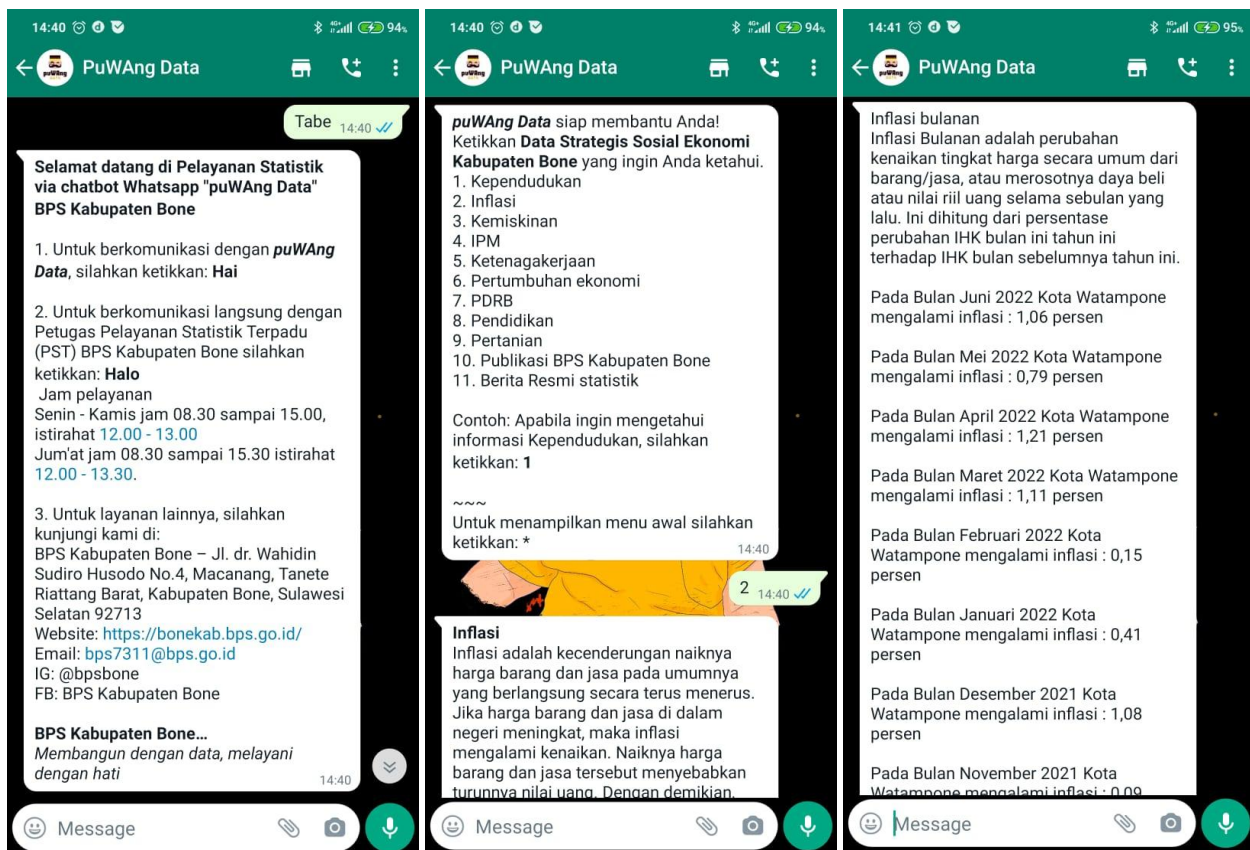 14:40
94%
PuWAng Data
Tabe 14:40
Selamat datang di Pelayanan Statistik
via chatbot Whatsapp "puWAng Data"
BPS Kabupaten Bone
1. Untuk berkomunikasi dengan puWAng
Data, silahkan ketikkan: Hai
2. Untuk berkomunikasi langsung dengan
Petugas Pelayanan Statistik Terpadu
(PST) BPS Kabupaten Bone silahkan
ketikkan: Halo
Jam pelayanan
Senin - Kamis jam 08.30 sampai 15.00,
istirahat 12.00 - 13.00
Jum'at jam 08.30 sampai 15.30 istirahat
12.00 - 13.30.
3. Untuk layanan lainnya, silahkan
kunjungi kami di:
BPS Kabupaten Bone – Jl. dr. Wahidin
Sudiro Husodo No.4, Macanang, Tanete
Riattang Barat, Kabupaten Bone, Sulawesi
Selatan 92713
Website: https://bonekab.bps.go.id/
Email: bps7311@bps.go.id
IG: @bpsbone
FB: BPS Kabupaten Bone
BPS Kabupaten Bone...
Membangun dengan data, melayani
dengan hati
14:40
Message
14:40
94%
PuWAng Data
puWAng Data siap membantu Anda!
Ketikkan Data Strategis Sosial Ekonomi
Kabupaten Bone yang ingin Anda ketahui.
1. Kependudukan
2. Inflasi
3. Kemiskinan
4. IPM
5. Ketenagakerjaan
6. Pertumbuhan ekonomi
7. PDRB
8. Pendidikan
9. Pertanian
10. Publikasi BPS Kabupaten Bone
11. Berita Resmi statistik
Contoh: Apabila ingin mengetahui
informasi Kependudukan, silahkan
ketikkan: 1
~~~
Untuk menampilkan menu awal silahkan
ketikkan: *
14:40
2 14:40
Inflasi
Inflasi adalah kecenderungan naiknya
harga barang dan jasa pada umumnya
yang berlangsung secara terus menerus.
Jika harga barang dan jasa di dalam
negeri meningkat, maka inflasi
mengalami kenaikan. Naiknya harga
barang dan jasa tersebut menyebabkan
turunnya nilai uang. Dengan demikian,
Message
14:41
95%
PuWAng Data
Inflasi bulanan
Inflasi Bulanan adalah perubahan
kenaikan tingkat harga secara umum dari
barang/jasa, atau merosotnya daya beli
atau nilai riil uang selama sebulan yang
lalu. Ini dihitung dari persentase
perubahan IHK bulan ini tahun ini
terhadap IHK bulan sebelumnya tahun ini.
Pada Bulan Juni 2022 Kota Watampone
mengalami inflasi : 1,06 persen
Pada Bulan Mei 2022 Kota Watampone
mengalami inflasi : 0,79 persen
Pada Bulan April 2022 Kota Watampone
mengalami inflasi : 1,21 persen
Pada Bulan Maret 2022 Kota Watampone
mengalami inflasi : 1,11 persen
Pada Bulan Februari 2022 Kota
Watampone mengalami inflasi : 0,15
persen
Pada Bulan Januari 2022 Kota
Watampone mengalami inflasi : 0,41
persen
Pada Bulan Desember 2021 Kota
Watampone mengalami inflasi : 1,08
persen
Pada Bulan November 2021 Kota
Watampone mengalami inflasi : 0,09
Message